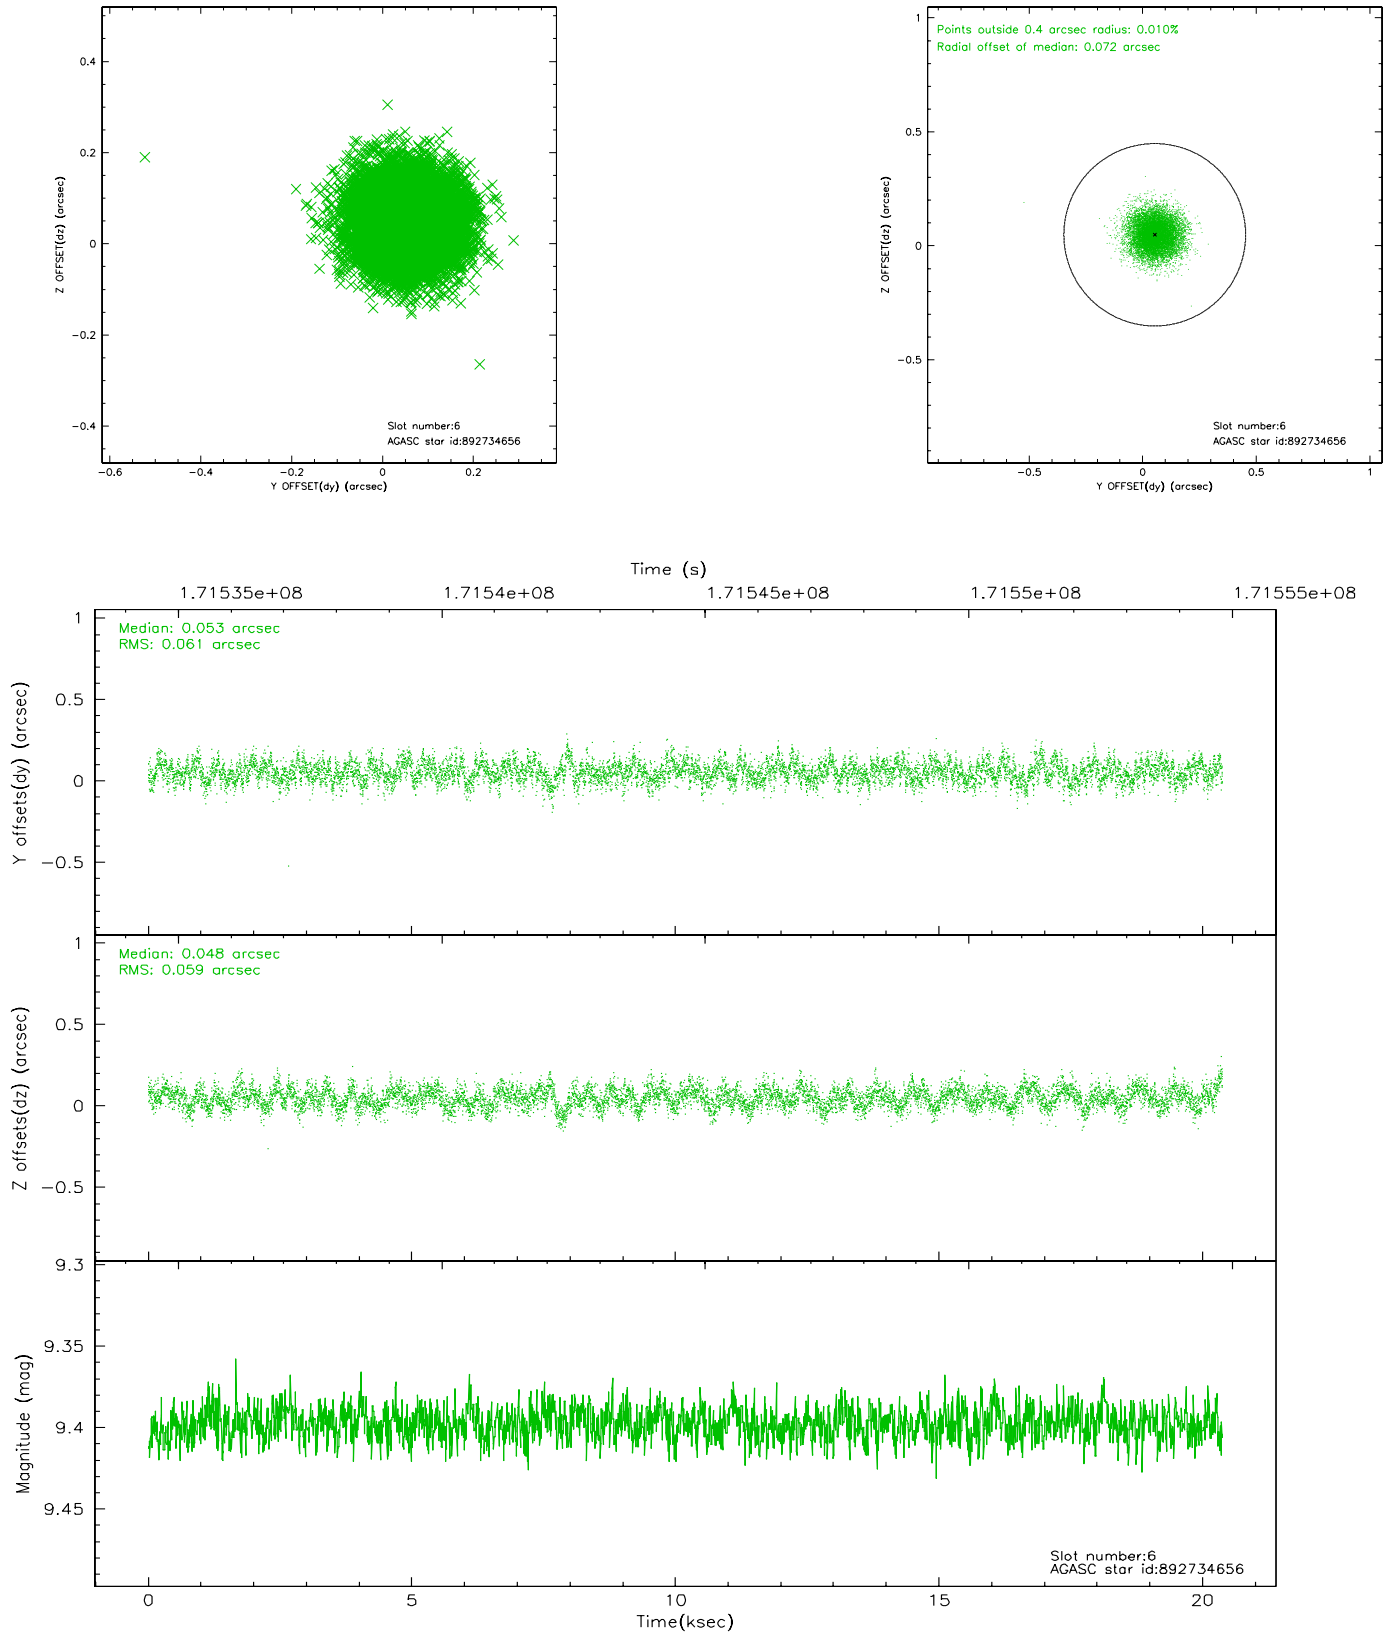 0.4
0.2
0
−0.2
−0.4
Z OFFSET(dz) (arcsec)
−0.6
−0.4
−0.2
0
0.2
Y OFFSET(dy) (arcsec)
Slot number:6
AGASC star id:892734656
Points outside 0.4 arcsec radius: 0.010%
Radial offset of median: 0.072 arcsec
1
0.5
0
−0.5
Z OFFSET(dz) (arcsec)
−0.5
0
0.5
1
Y OFFSET(dy) (arcsec)
Slot number:6
AGASC star id:892734656
Time (s)
1.71535e+08
1.7154e+08
1.71545e+08
1.7155e+08
1.71555e+08
Median: 0.053 arcsec
RMS: 0.061 arcsec
1
0.5
0
−0.5
Y offsets(dy) (arcsec)
Median: 0.048 arcsec
RMS: 0.059 arcsec
1
0.5
0
−0.5
Z offsets(dz) (arcsec)
9.3
9.35
9.4
9.45
Magnitude (mag)
Slot number:6
AGASC star id:892734656
0
5
10
15
20
Time(ksec)